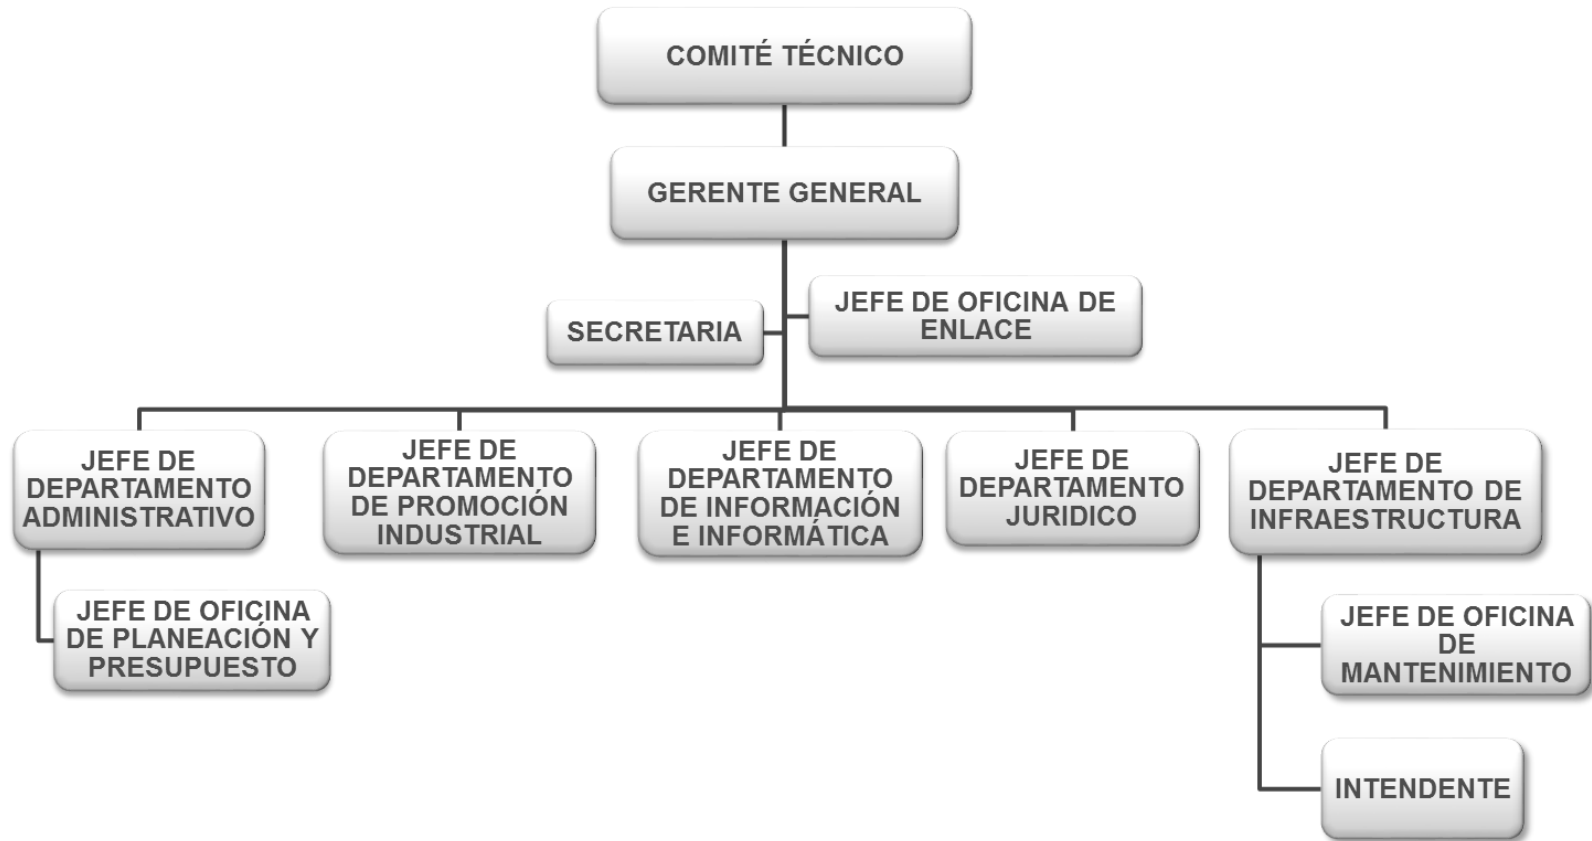 COMITÉ TÉCNICO
GERENTE GENERAL
JEFE DE OFICINA DE
ENLACE
SECRETARIA
JEFE DE
DEPARTAMENTO
ADMINISTRATIVO
JEFE DE
DEPARTAMENTO
DE PROMOCIÓN
INDUSTRIAL
JEFE DE
DEPARTAMENTO
DE INFORMACIÓN
E INFORMÁTICA
JEFE DE
DEPARTAMENTO
JURIDICO
JEFE DE
DEPARTAMENTO DE
INFRAESTRUCTURA
JEFE DE OFICINA
DE PLANEACIÓN Y
PRESUPUESTO
JEFE DE OFICINA
DE
MANTENIMIENTO
INTENDENTE